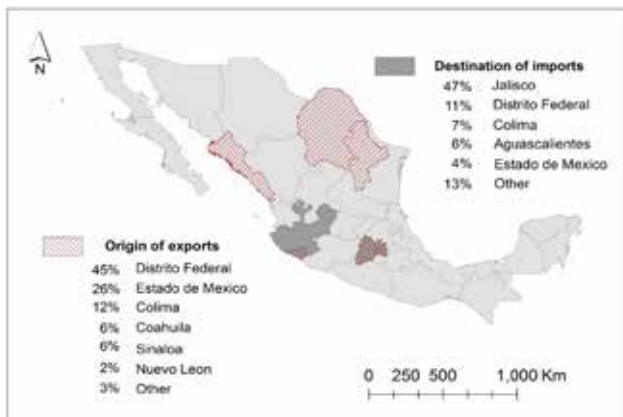 N
Destination of imports
47% Jalisco
11% Distrito Federal
7% Colima
6% Aguascalientes
4% Estado de Mexico
13% Other
Origin of exports
45% Distrito Federal
26% Estado de Mexico
12% Colima
6% Coahuila
6% Sinaloa
2% Nuevo Leon
3% Other
0 250 500 1,000 Km